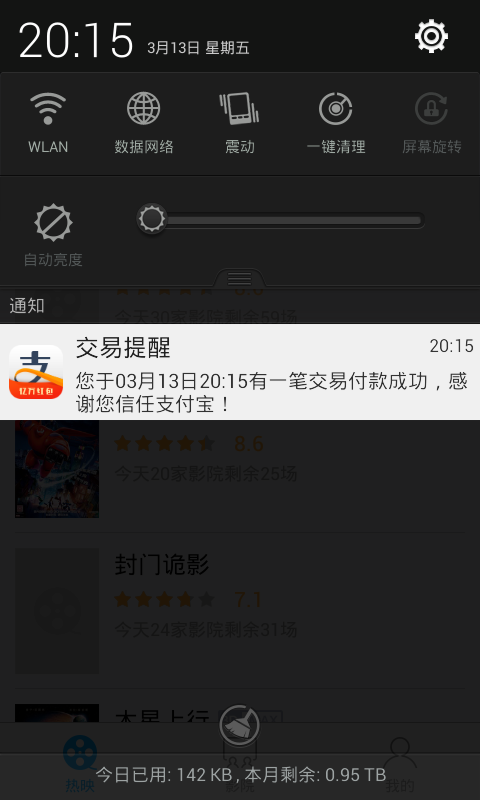 20:15 3月13日 星期五
WLAN 数据网络 震动 一键清理 屏幕旋转
自动亮度
8.6
今天30家影院剩余59场
通知
交易提醒 20:15
支
亿万红包
您于03月13日20:15有一笔交易付款成功，感
谢您信任支付宝！
8.6
今天20家影院剩余25场
封门诡影
7.1
今天24家影院剩余31场
木星上行
今日已用: 142 KB , 本月剩余: 0.95 TB
热映 影院 我的